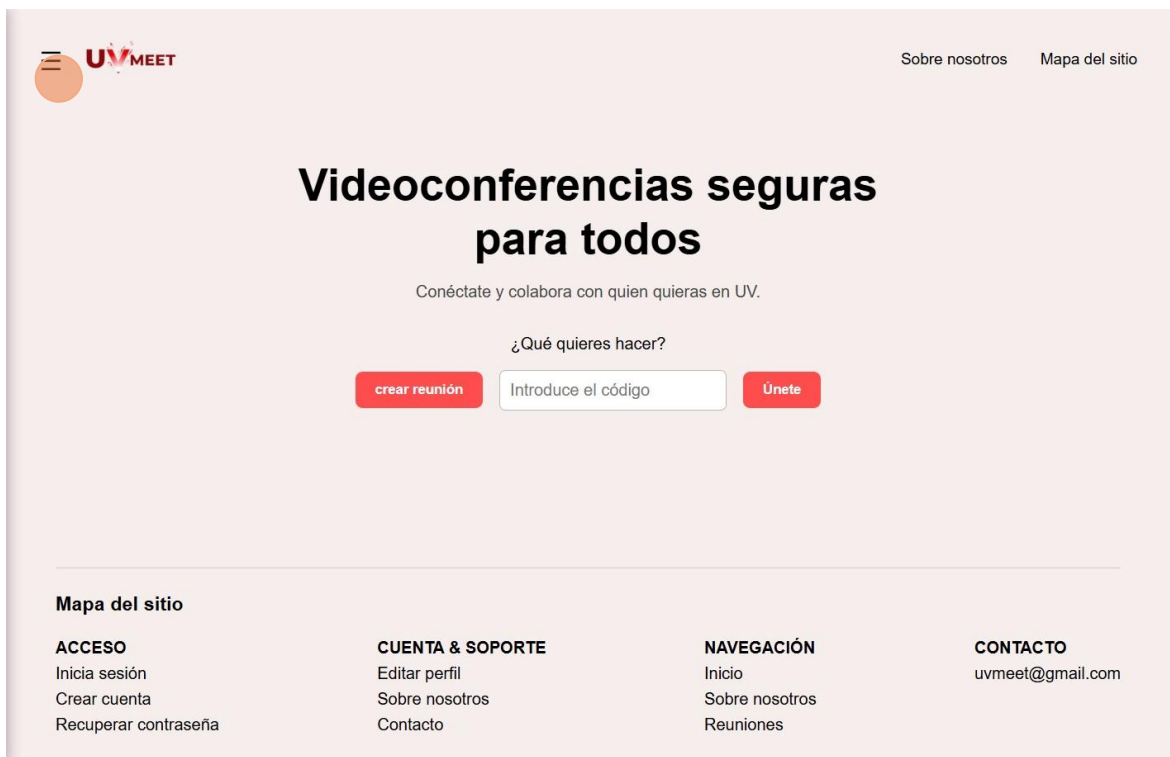 UVMEET
Sobre nosotros Mapa del sitio
Videoconferencias seguras
para todos
Conéctate y colabora con quien quieras en UV.
¿Qué quieres hacer?
crear reunión Introduce el código Únete
Mapa del sitio
ACCESO
Inicia sesión
Crear cuenta
Recuperar contraseña
CUENTA & SOPORTE
Editar perfil
Sobre nosotros
Contacto
NAVEGACIÓN
Inicio
Sobre nosotros
Reuniones
CONTACTO
uvmeet@gmail.com